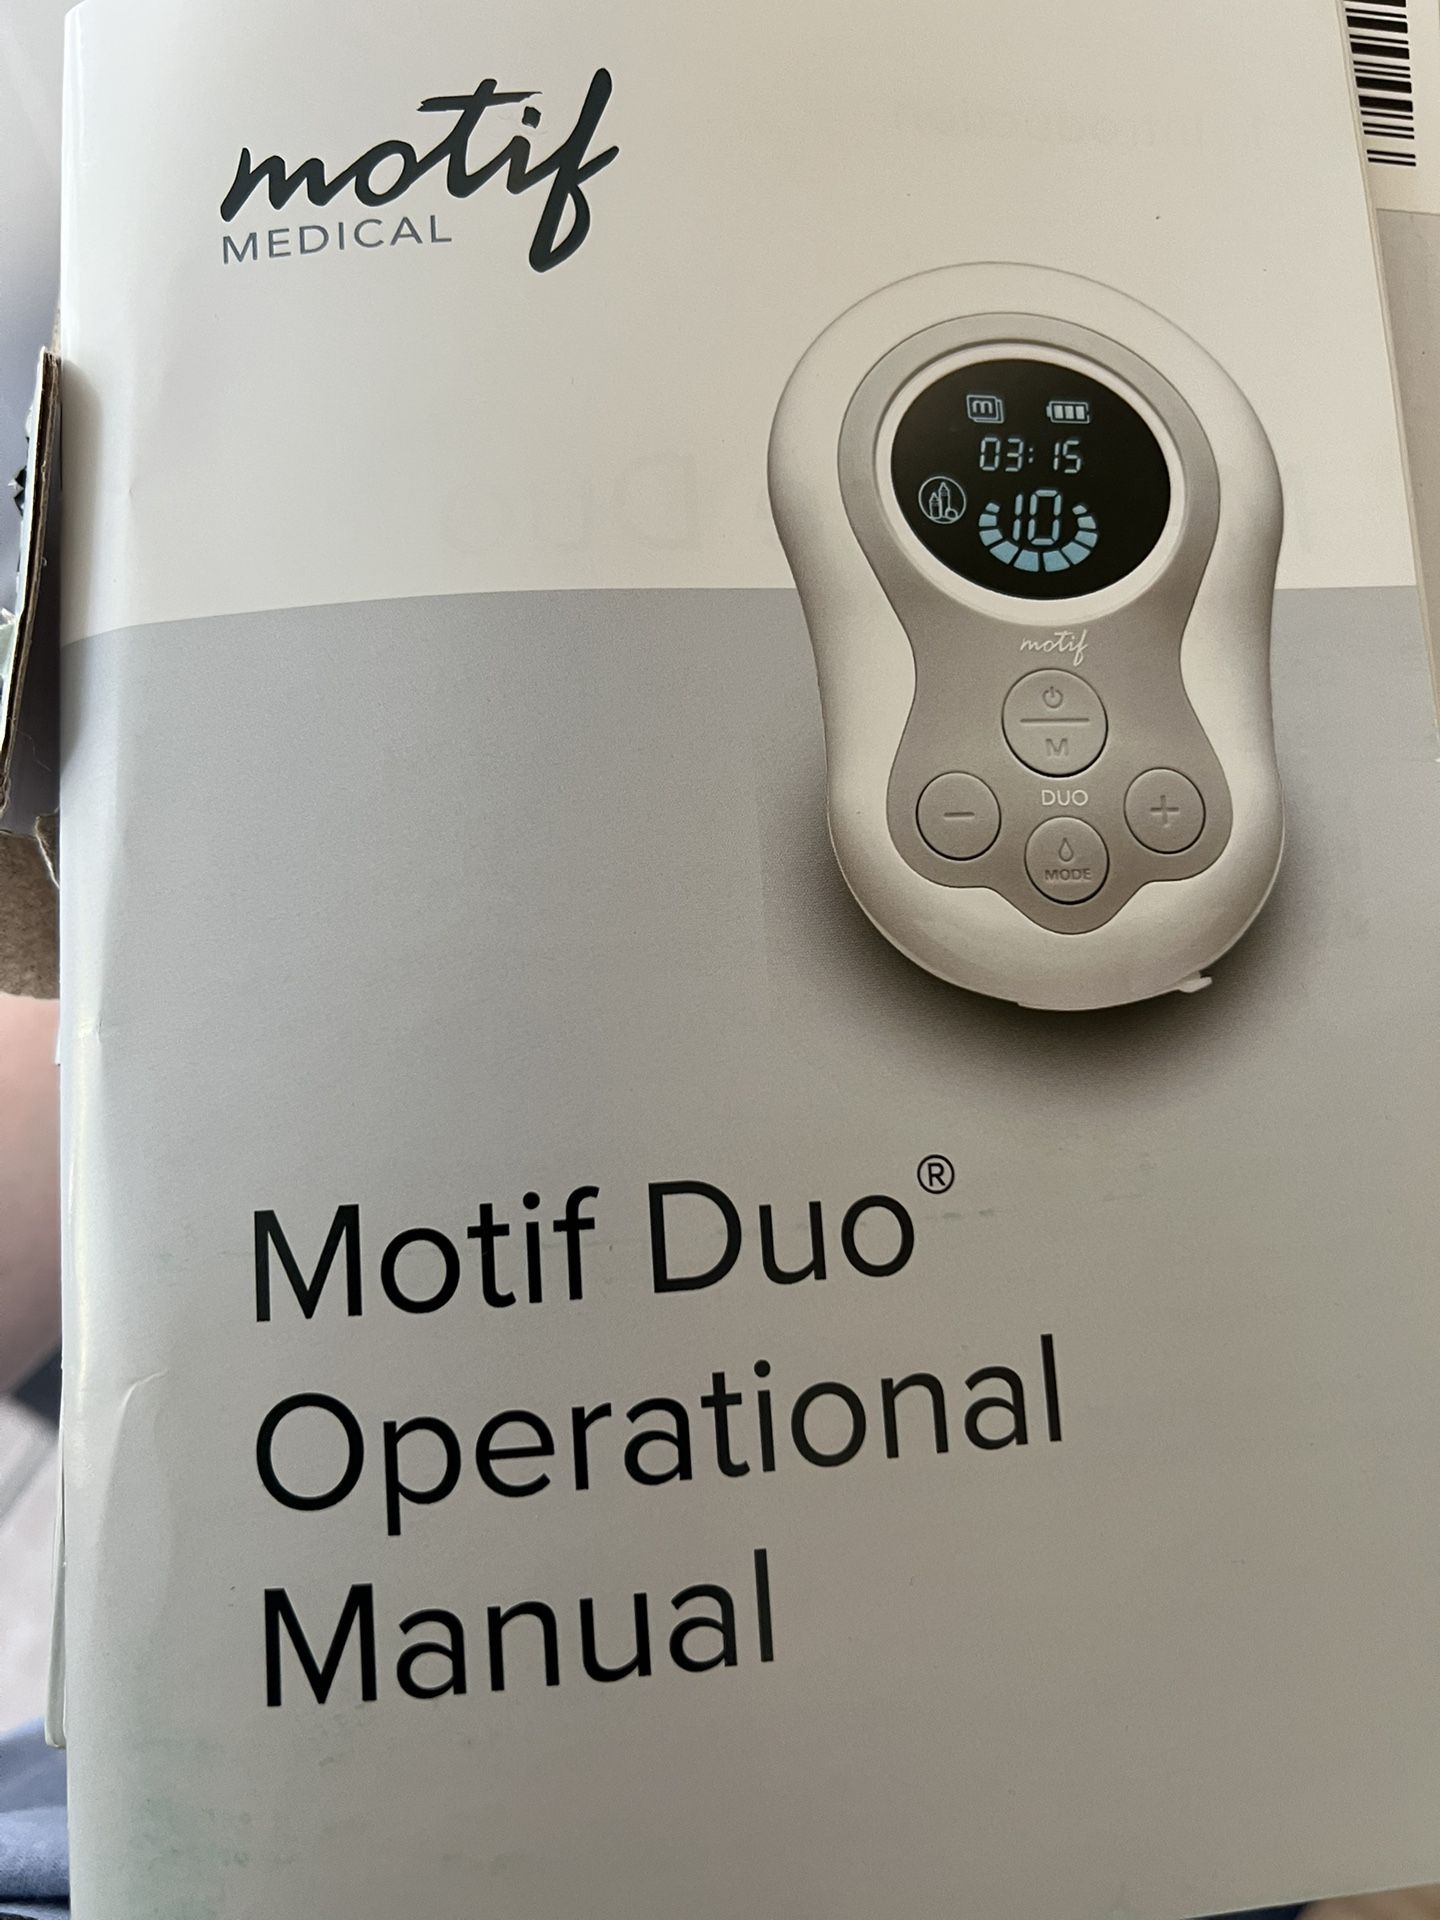 motif
MEDICAL
m
03:15
10
motif
M
DUO
MODE
Motif Duo®
Operational
Manual